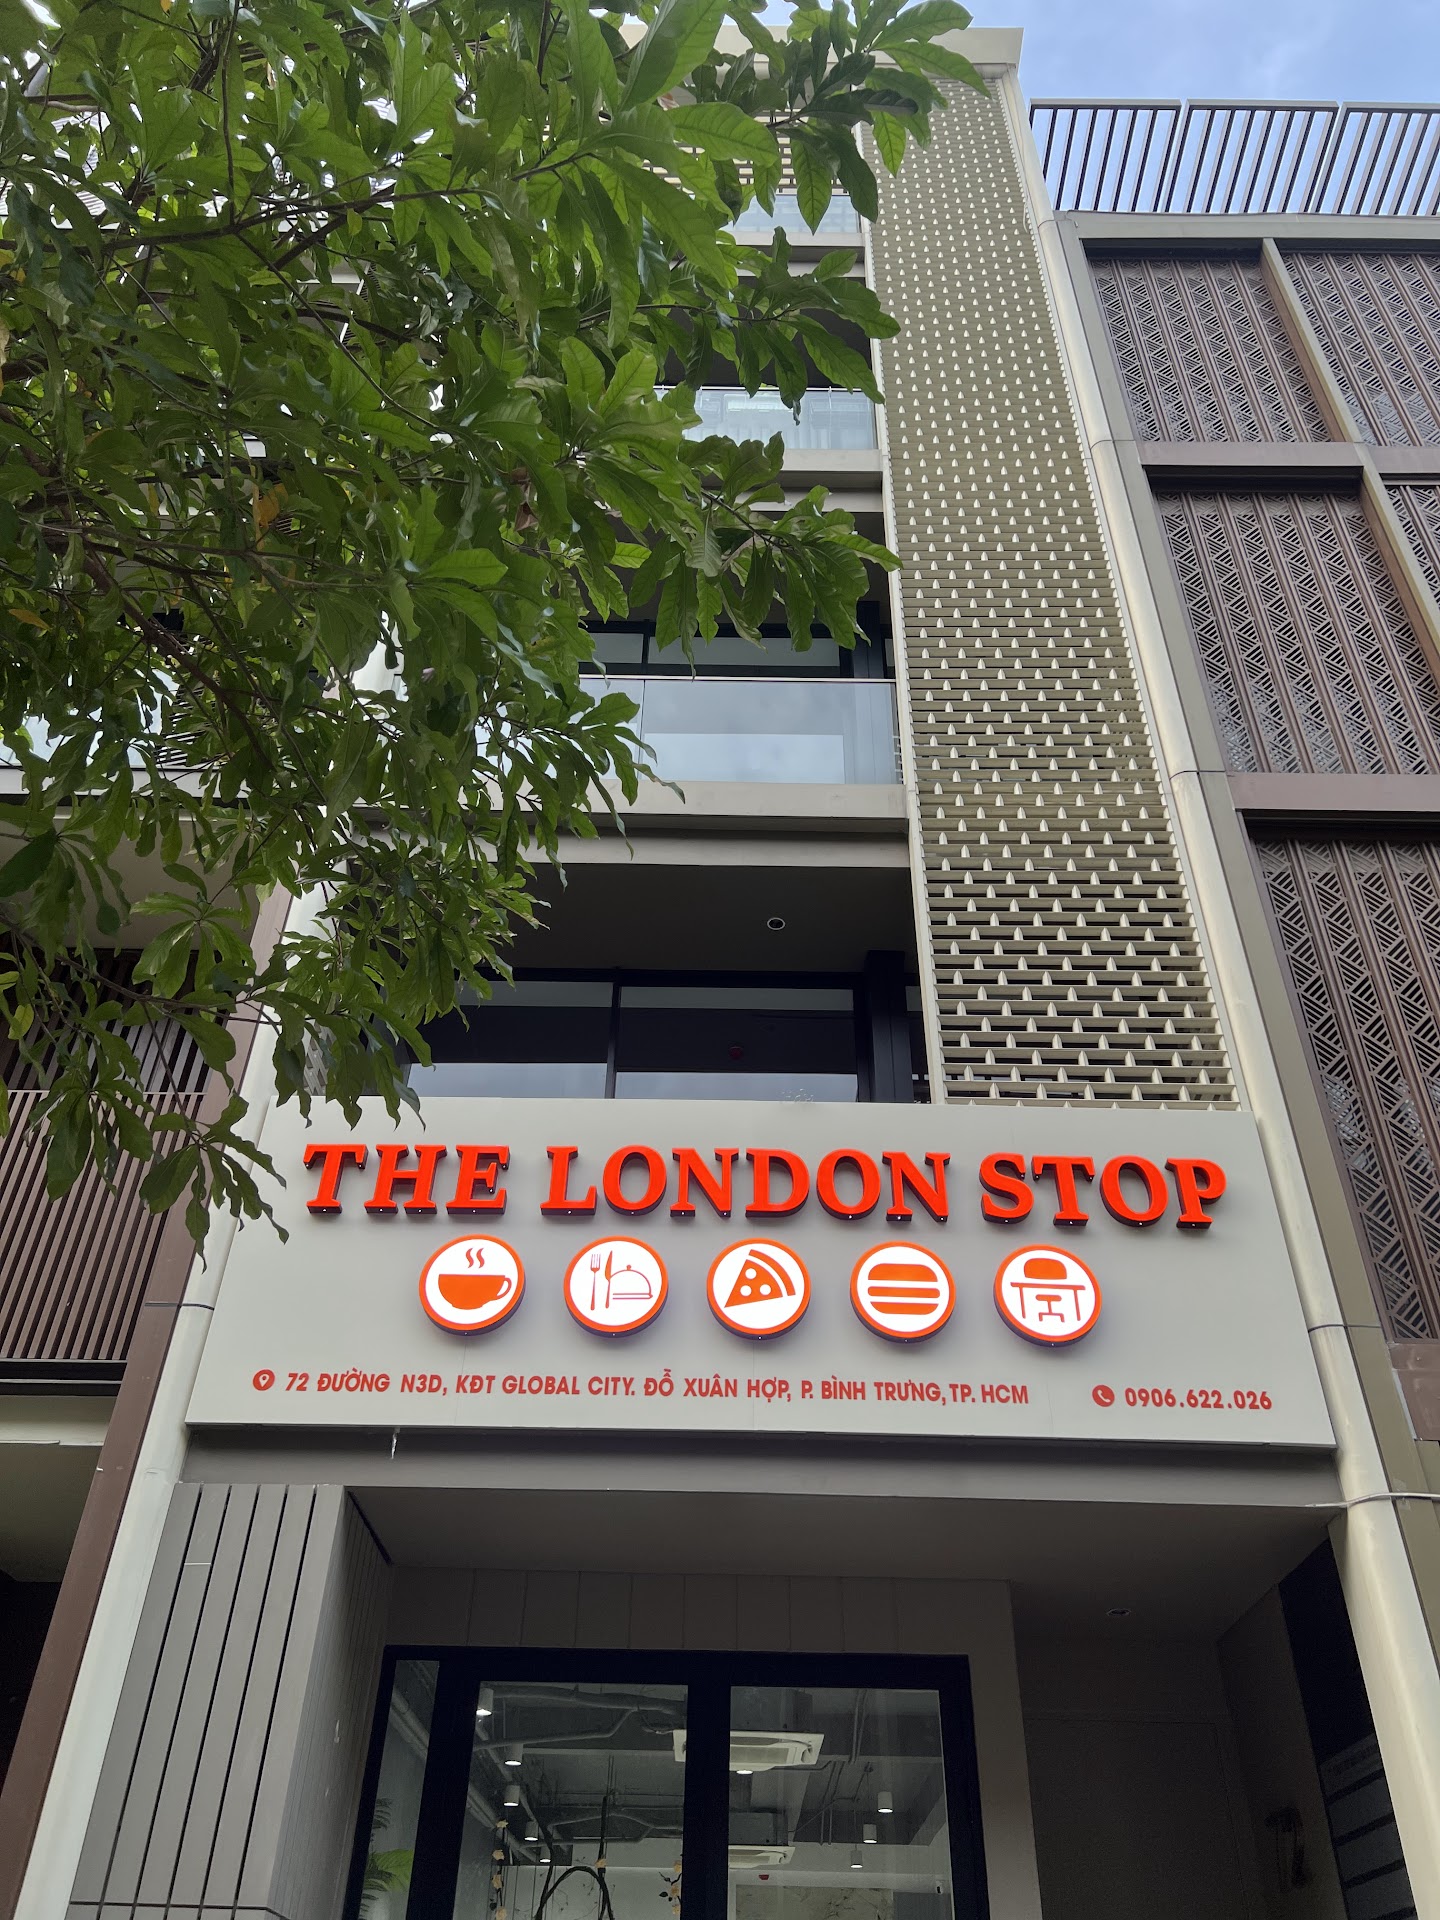 THE LONDON STOP
72 ĐƯỜNG N3D, KĐT GLOBAL CITY. ĐỖ XUÂN HỢP, P. BÌNH TRƯNG, TP. HCM 0906.622.026